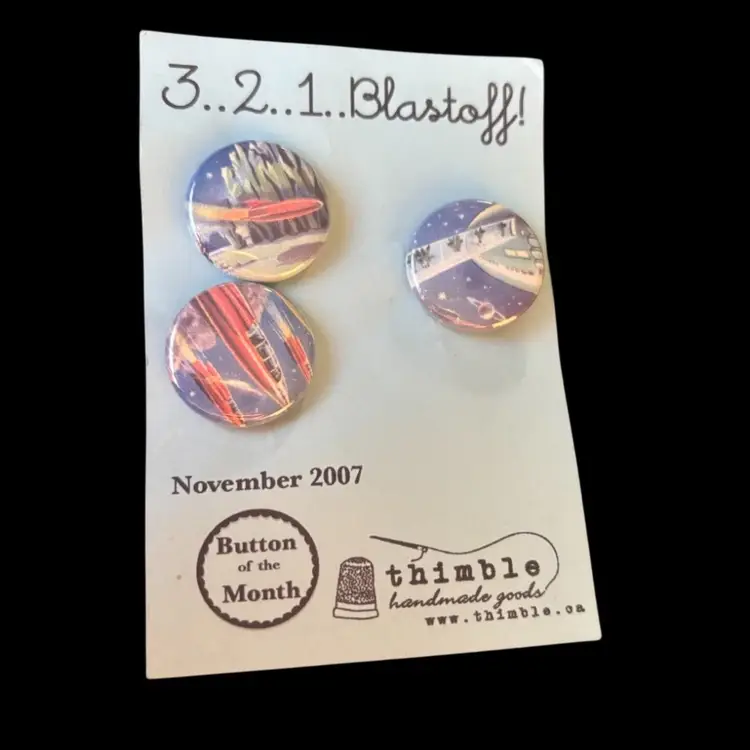 3..2..1..Blastoff!
November 2007
Button
of the
Month
thimble
handmade goods
www.thimble.ca